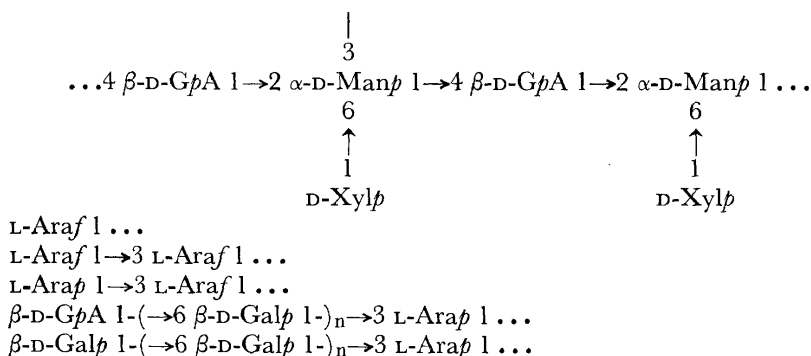 |
3
...4 β-D-GpA 1→2 α-D-Manp 1→4 β-D-GpA 1→2 α-D-Manp 1 ...
6 6
↑ ↑
1 1
D-Xylp D-Xylp
L-Araf 1 ...
L-Araf 1→3 L-Araf 1 ...
L-Arap 1→3 L-Araf 1 ...
β-D-GpA 1-(→6 β-D-Galp 1-)n→3 L-Arap 1 ...
β-D-Galp 1-(→6 β-D-Galp 1-)n→3 L-Arap 1 ...